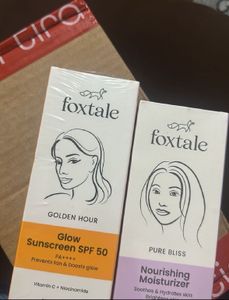 tira
foxtale
GOLDEN HOUR
Glow
Sunscreen SPF 50
PA++++
Prevents tan & boosts glow
Vitamin C + Niacinamide
foxtale
PURE BLISS
Nourishing
Moisturizer
Soothes & Hydrates skin